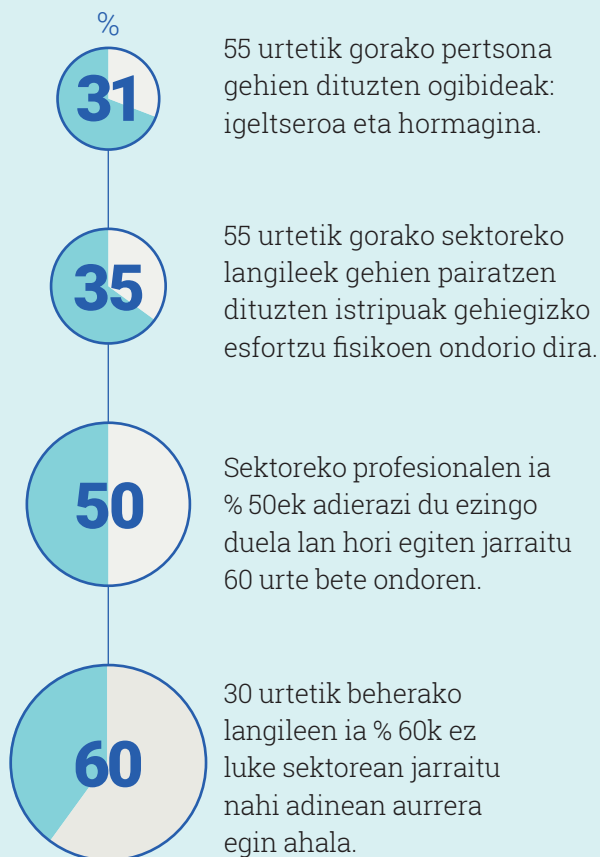 %
31
55 urtetik gorako pertsona
gehien dituzten ogibideak:
igeltseroa eta hormagina.
35
55 urtetik gorako sektoreko
langileek gehien pairatzen
dituzten istripuak gehiegizko
esfortzu fisikoen ondorio dira.
50
Sektoreko profesionalen ia
% 50ek adierazi du ezingo
duela lan hori egiten jarraitu
60 urte bete ondoren.
60
30 urtetik beherako
langileen ia % 60k ez
luke sektorean jarraitu
nahi adinean aurrera
egin ahala.